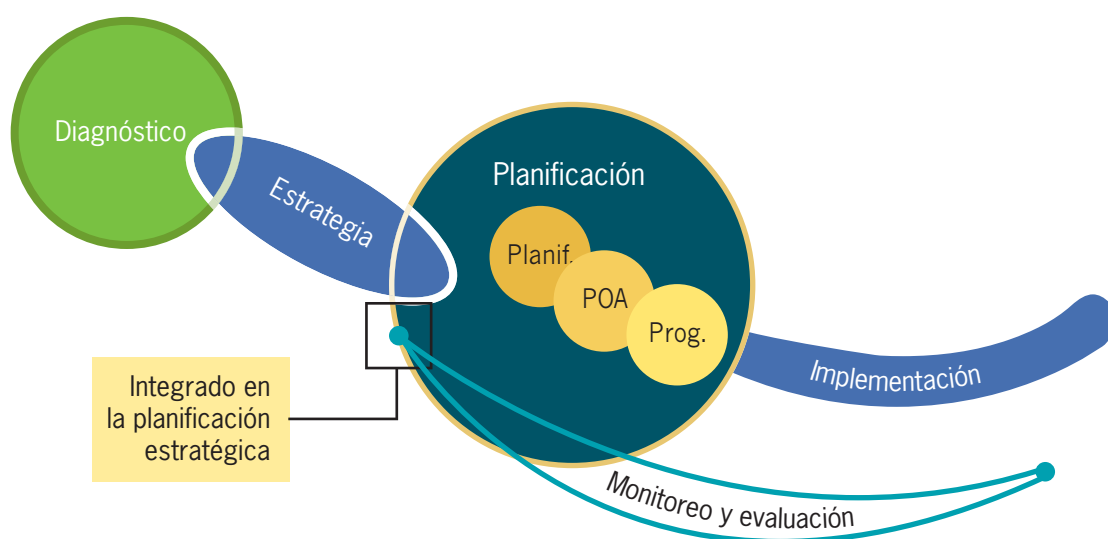 Diagnóstico
Estrategia
Planificación
Planif.
POA
Prog.
Implementación
Integrado en
la planificación
estratégica
Monitoreo y evaluación